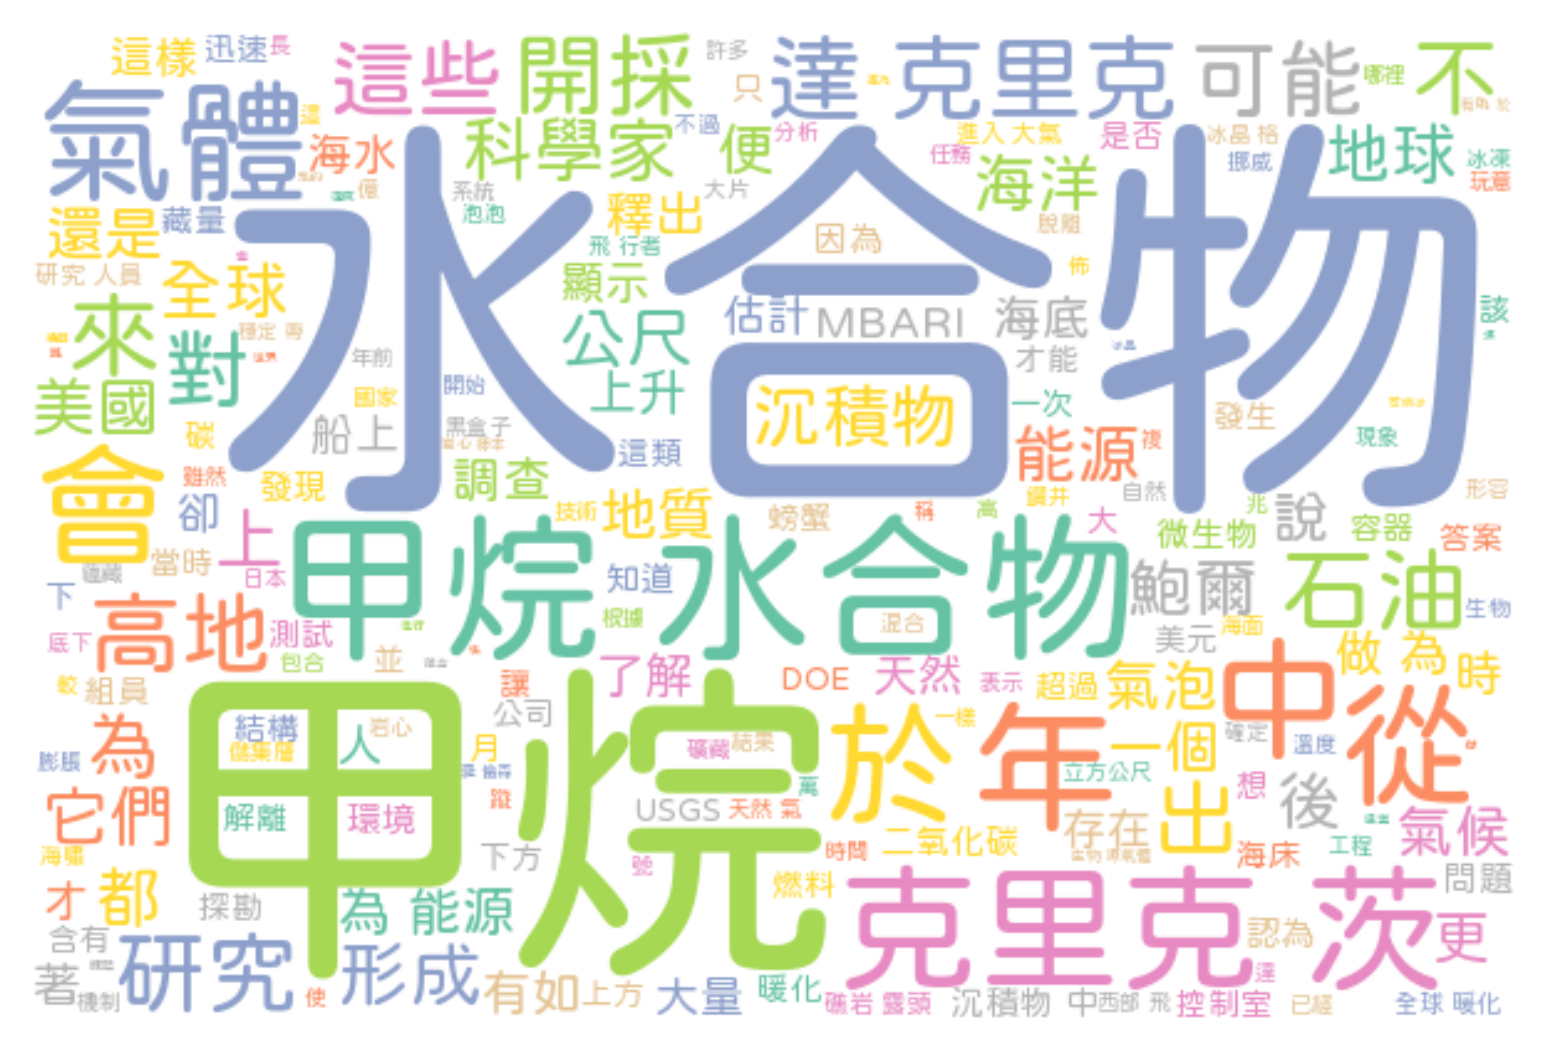 這樣 迅速 長 這些 開採 許多 達 克里克 可能 不
氣體 只 哪裡
海水 科學家 不過 便 分析 進入 大氣 是否 冰晶 格 地球 冰凍
任務 挪威 玩意
還是 藏量 億 系統 泡泡 釋出 大片 海洋 脫離
水合物
飛 行者 因為 佈
研究 人員 全球 顯示
來 對 年前 公尺 估計 MBARI 海底 該
才能
美國 國家 開始 上升 沉積物 一次 發生
碳 船上 黑盒子 這類 能源 複 現象
雖然 發現 調查 自然 形容
會 卻 上 技術 地質 螃蟹 稱 高 鑽井 大 兆 說 容器
微生物 答案
當時 日本 甲烷 水合物 知道 鮑爾 石油 生物
下 根據 混合
底下 高地 測試 美元 海面
包合 並 了解 DOE 天然 表示 超過 氣泡 中 做 為 時
較 組員 讓 公司
為 結構 人 岩心 月 礦藏 結果 於 一樣 年 一個 確定 溫度 從
膨脹 儲集層 立方公尺
甲烷
它們 解離 環境 蹤 USGS 天然 氣 萬 出 想 後 氣候
海嘯 下方 號 時間 二氧化碳 存在 海床 工程
才 都 探勘 為 能源 燃料 克里克 茨 問題
含有 認為 更
著 機制 研究 使 形成 有如 上方 大量 暖化 礁岩 露頭 沉積物 中 西部 飛 控制室 達 已經 全球 暖化